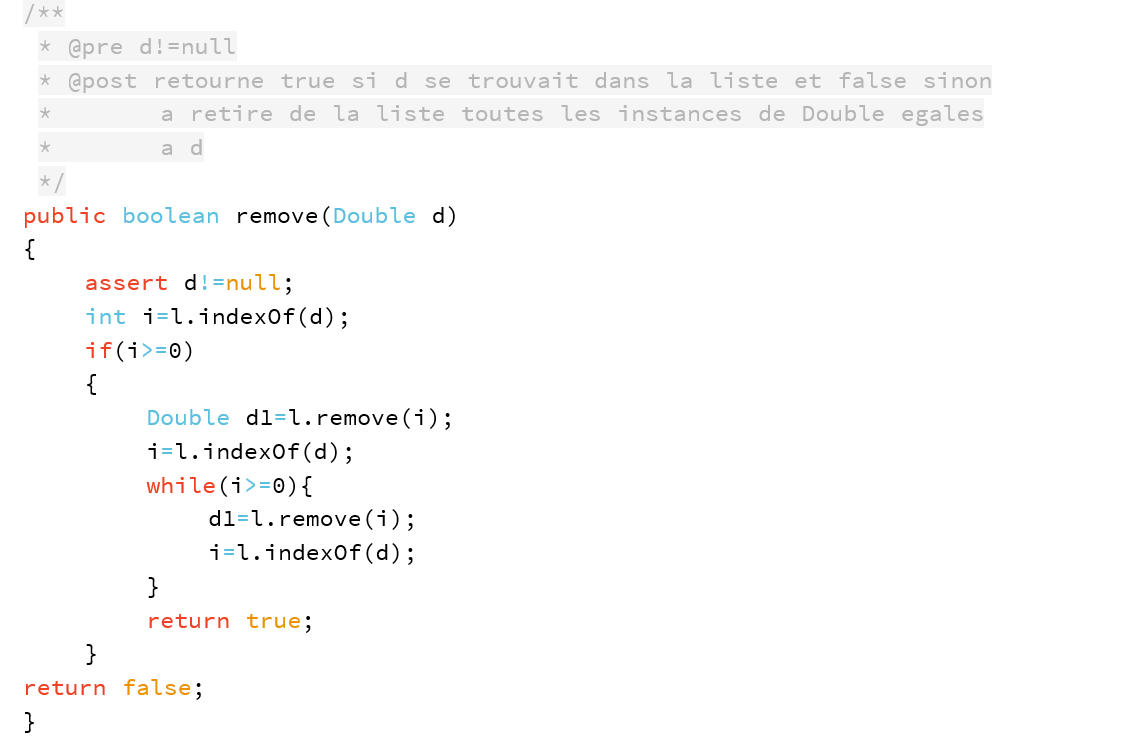 /**
 * @pre d!=null
 * @post retourne true si d se trouvait dans la liste et false sinon
 *       a retire de la liste toutes les instances de Double egales
 *       a d
 */
public boolean remove(Double d)
{
    assert d!=null;
    int i=l.indexOf(d);
    if(i>=0)
    {
        Double d1=l.remove(i);
        i=l.indexOf(d);
        while(i>=0){
            d1=l.remove(i);
            i=l.indexOf(d);
        }
        return true;
    }
return false;
}